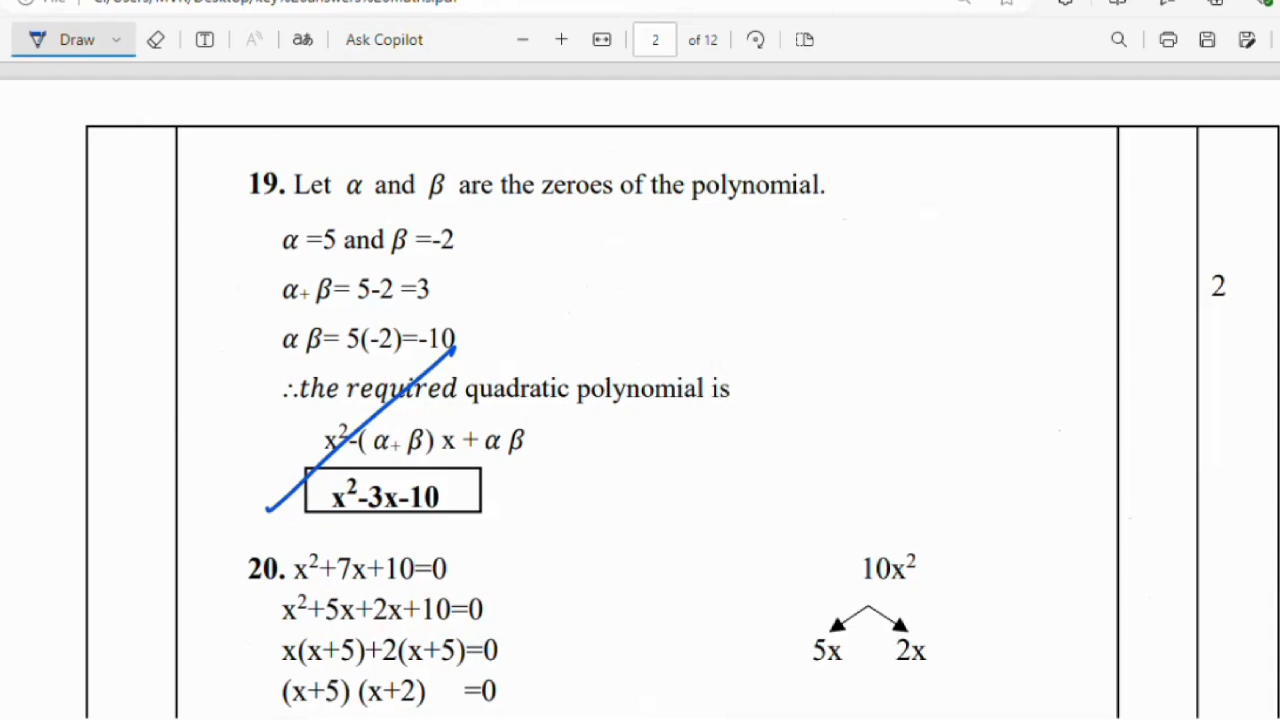 Draw
aあ
Ask Copilot
2 of 12
19. Let α and β are the zeroes of the polynomial.
α =5 and β =-2
α+ β= 5-2 =3
2
α β= 5(-2)=-10
∴the required quadratic polynomial is
x²-( α+ β) x + α β
x²-3x-10
20. x²+7x+10=0
10x²
x²+5x+2x+10=0
x(x+5)+2(x+5)=0
5x 2x
(x+5) (x+2) =0